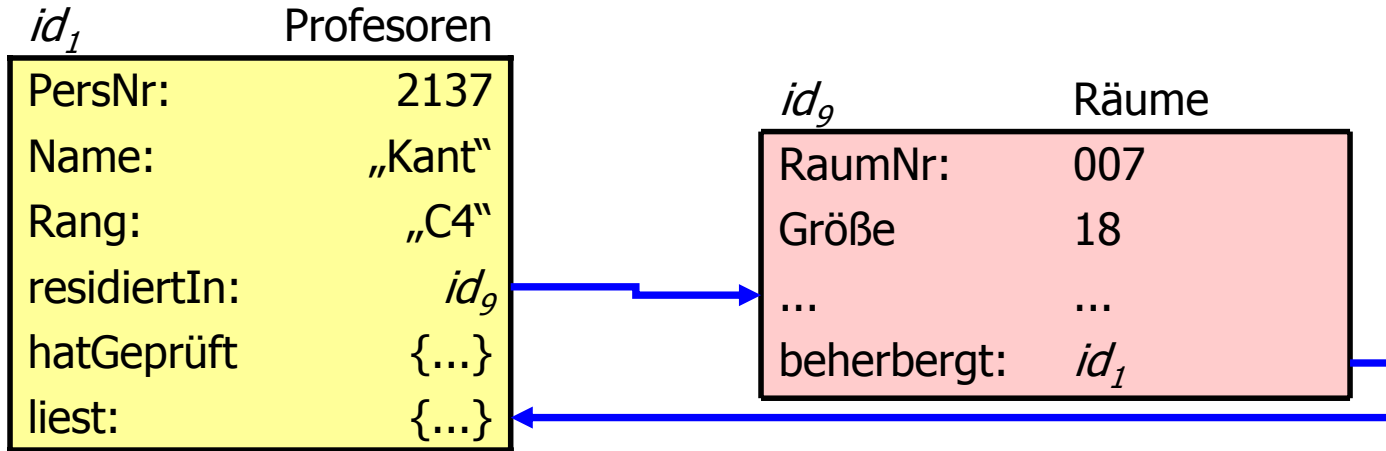 id₁ Profesoren
PersNr: 2137
Name: „Kant“
Rang: „C4“
residiertIn: id₉
hatGeprüft {...}
liest: {...}
id₉ Räume
RaumNr: 007
Größe 18
... ...
beherbergt: id₁